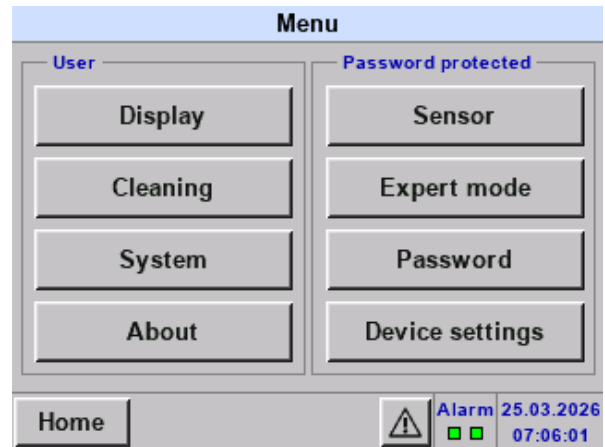 Menu
User
Display
Cleaning
System
About
Password protected
Sensor
Expert mode
Password
Device settings
Home
Alarm
25.03.2026
07:06:01